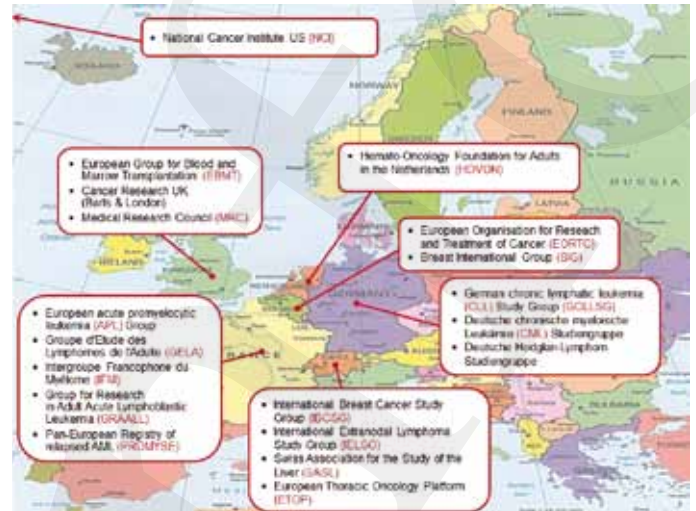 National Cancer Institute US (NCI)
ICELAND
NORWAY
SWEDEN
FINLAND
RUSSIA
European Group for Blood and
Marrow Transplantation (EBMT)
Cancer Research UK
(Barts & London)
Medical Research Council (MRC)
Hemato-Oncology Foundation for Adults
in the Netherlands (HOVON)
LATVIA
European Organisation for Reseach
and Treatment of Cancer (EORTC)
Breast International Group (BIG)
IRELAND
KINGDOM
GERMANY
German chronic lymphatic leukemia
(CLL) Study Group (GCLLSG)
Deutsche chronische myeloische
Leukämie (CML) Studiengruppe
Deutsche Hodgkin Lymphom
Studiengruppe
European acute promyelocytic
leukemia (APL) Group
Groupe d'Etude des
Lymphomes de l'Adulte (GELA)
Intergroupe Francophone du
Myélome (IFM)
Group for Research
in Adult Acute Lymphoblastic
Leukemia (GRAALL)
Pan-European Registry of
relapsed AML (PROMYSE)
International Breast Cancer Study
Group (IBCSG)
International Extranodal Lymphoma
Study Group (IELGO)
Swiss Association for the Study of the
Liver (SASL)
European Thoracic Oncology Platform
(ETOP)
BULGARIA